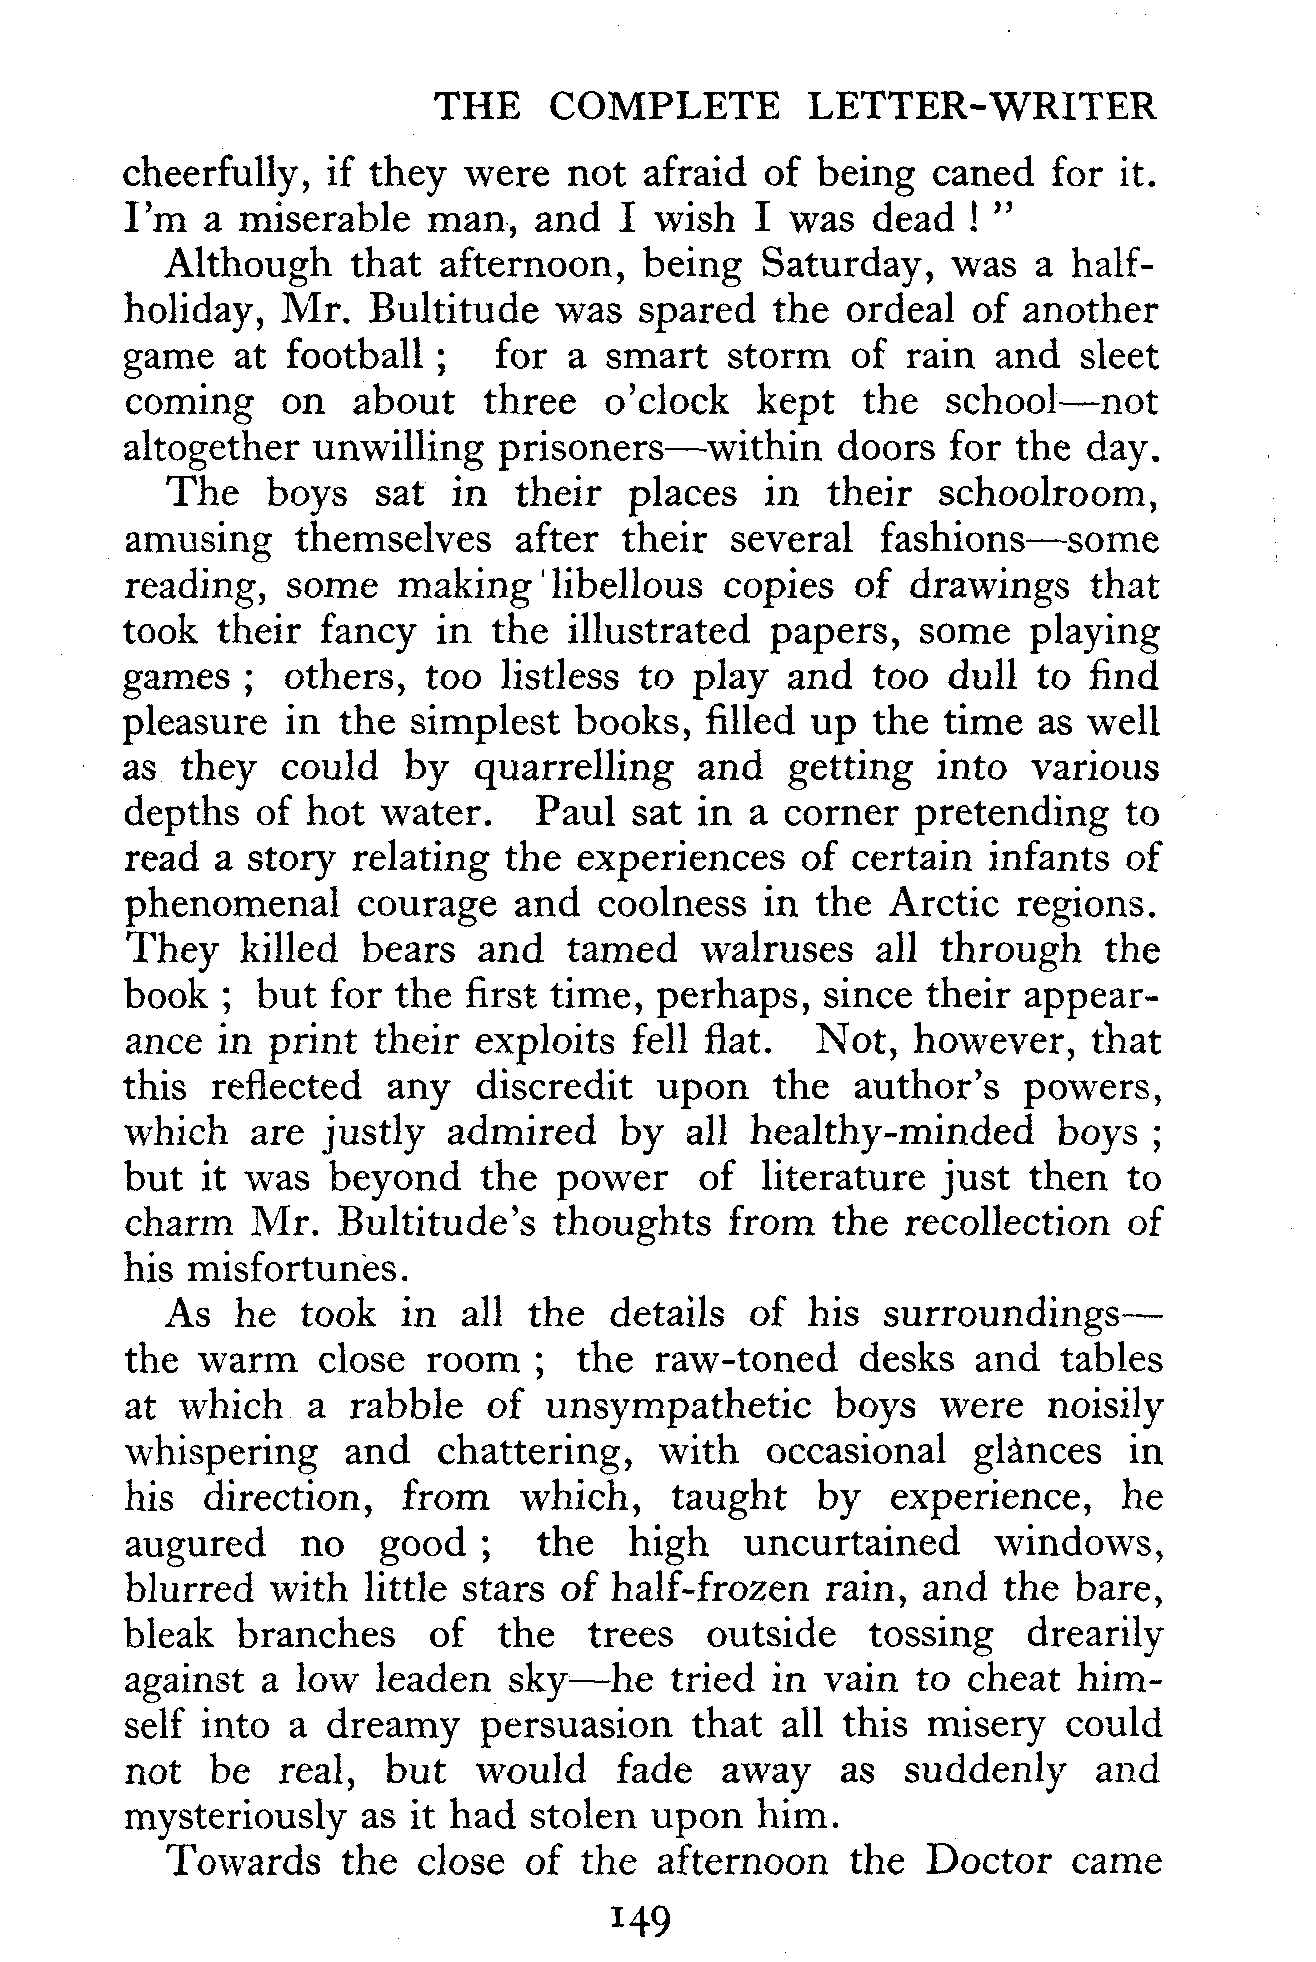 THE COMPLETE LETTER-WRITER
cheerfully, if they were not afraid of being caned for it.
I'm a miserable man, and I wish I was dead ! "
Although that afternoon, being Saturday, was a half-
holiday, Mr. Bultitude was spared the ordeal of another
game at football ; for a smart storm of rain and sleet
coming on about three o'clock kept the school—not
altogether unwilling prisoners—within doors for the day.
The boys sat in their places in their schoolroom,
amusing themselves after their several fashions—some
reading, some making libellous copies of drawings that
took their fancy in the illustrated papers, some playing
games ; others, too listless to play and too dull to find
pleasure in the simplest books, filled up the time as well
as they could by quarrelling and getting into various
depths of hot water. Paul sat in a corner pretending to
read a story relating the experiences of certain infants of
phenomenal courage and coolness in the Arctic regions.
They killed bears and tamed walruses all through the
book ; but for the first time, perhaps, since their appear-
ance in print their exploits fell flat. Not, however, that
this reflected any discredit upon the author's powers,
which are justly admired by all healthy-minded boys ;
but it was beyond the power of literature just then to
charm Mr. Bultitude's thoughts from the recollection of
his misfortunes.
As he took in all the details of his surroundings—
the warm close room ; the raw-toned desks and tables
at which a rabble of unsympathetic boys were noisily
whispering and chattering, with occasional glances in
his direction, from which, taught by experience, he
augured no good ; the high uncurtained windows,
blurred with little stars of half-frozen rain, and the bare,
bleak branches of the trees outside tossing drearily
against a low leaden sky—he tried in vain to cheat him-
self into a dreamy persuasion that all this misery could
not be real, but would fade away as suddenly and
mysteriously as it had stolen upon him.
Towards the close of the afternoon the Doctor came
149